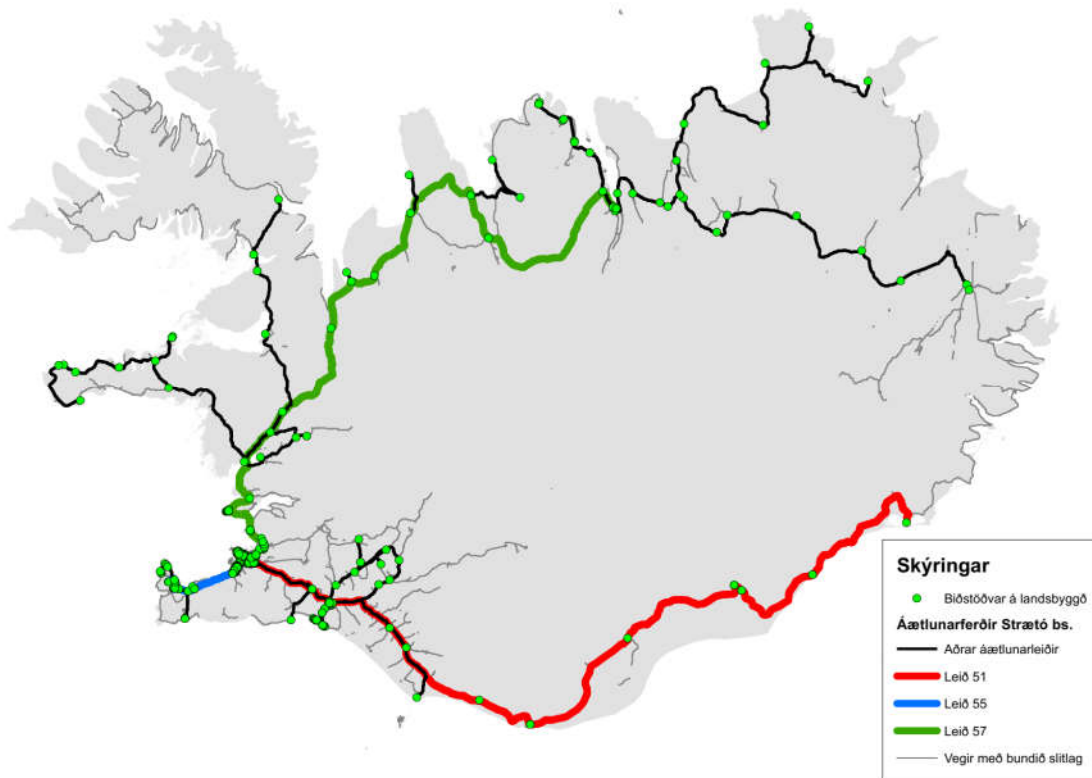 Skýringar
Biðstöðvar á landsbyggð
Áætlunarferðir Strætó bs.
Aðrar áætlunarleiðir
Leið 51
Leið 55
Leið 57
Vegir með bundið slitlag